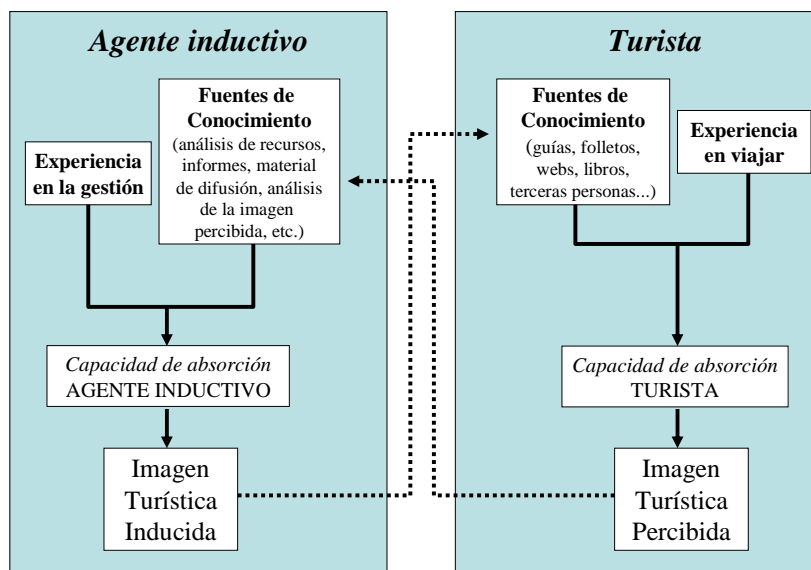 Agente inductivo
Fuentes de
Conocimiento
(análisis de recursos,
informes, material
de difusión, análisis
de la imagen
percibida, etc.)
Experiencia
en la gestión
Capacidad de absorción
AGENTE INDUCTIVO
Imagen
Turística
Inducida
Turista
Fuentes de
Conocimiento
(guías, folletos,
webs, libros,
terceras personas...)
Experiencia
en viajar
Capacidad de absorción
TURISTA
Imagen
Turística
Percibida